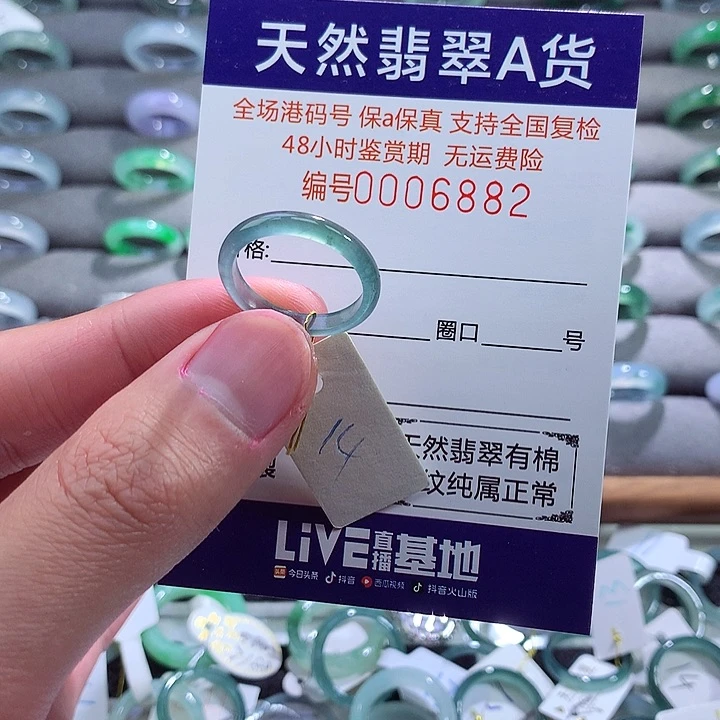 天然翡翠A货
全场港码号 保a保真 支持全国复检
48小时鉴赏期 无运费险
编号0006882
格:
圈口 号
14
天然翡翠有棉
纹纯属正常
LiVE直播基地
今日头条 抖音 西瓜视频 抖音火山版